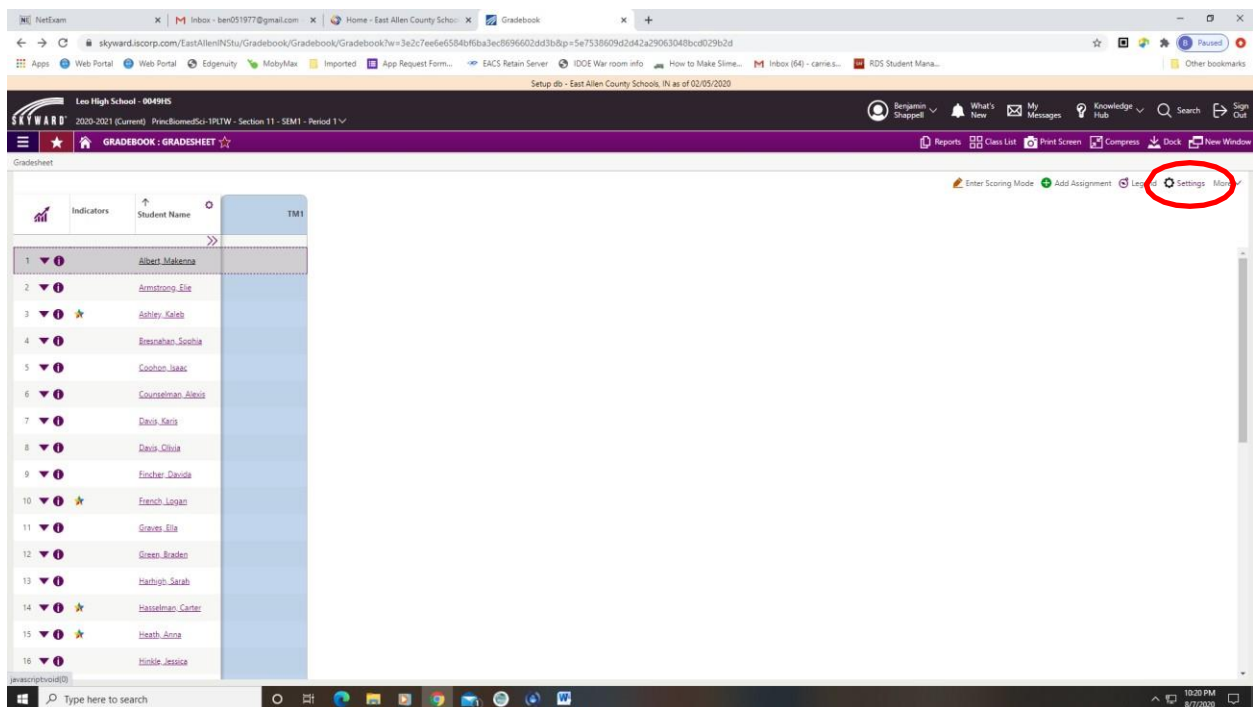 NetExam
Inbox - ben051977@gmail.com
Home - East Allen County School
Gradebook
skyward.iscorp.com/EastAllenINStu/Gradebook/Gradebook/Gradebook?w=3e2c7ee6e6584bf6ba3ec8696602dd3b&p=5e7538609d2d42a29063048bcd029b2d
Paused
Apps Web Portal Web Portal Edgenuity MobyMax Imported App Request Form... EACS Retain Server IDOE War room info How to Make Slime... Inbox (64) - carrie.s... RDS Student Mana... Other bookmarks
Setup db - East Allen County Schools, IN as of 02/05/2020
SKYWARD
Leo High School - 0049HS
2020-2021 (Current) PrincBiomedSci-1PLTW - Section 11 - SEM1 - Period 1
Benjamin Shappell
What's New
My Messages
Knowledge Hub
Search
Sign Out
GRADEBOOK : GRADESHEET
Reports Class List Print Screen Compress Dock New Window
Gradesheet
Enter Scoring Mode Add Assignment Legend Settings More
Indicators Student Name TM1
1 Albert, Makenna
2 Armstrong, Elie
3 Ashley, Kaleb
4 Bresnahan, Sophia
5 Coohon, Isaac
6 Counselman, Alexis
7 Davis, Karis
8 Davis, Olivia
9 Fincher, Davida
10 French, Logan
11 Graves, Ella
12 Green, Braden
13 Harhigh, Sarah
14 Hasselman, Carter
15 Heath, Anna
16 Hinkle, Jessica
javascript:void(0)
Type here to search
10:20 PM
8/7/2020